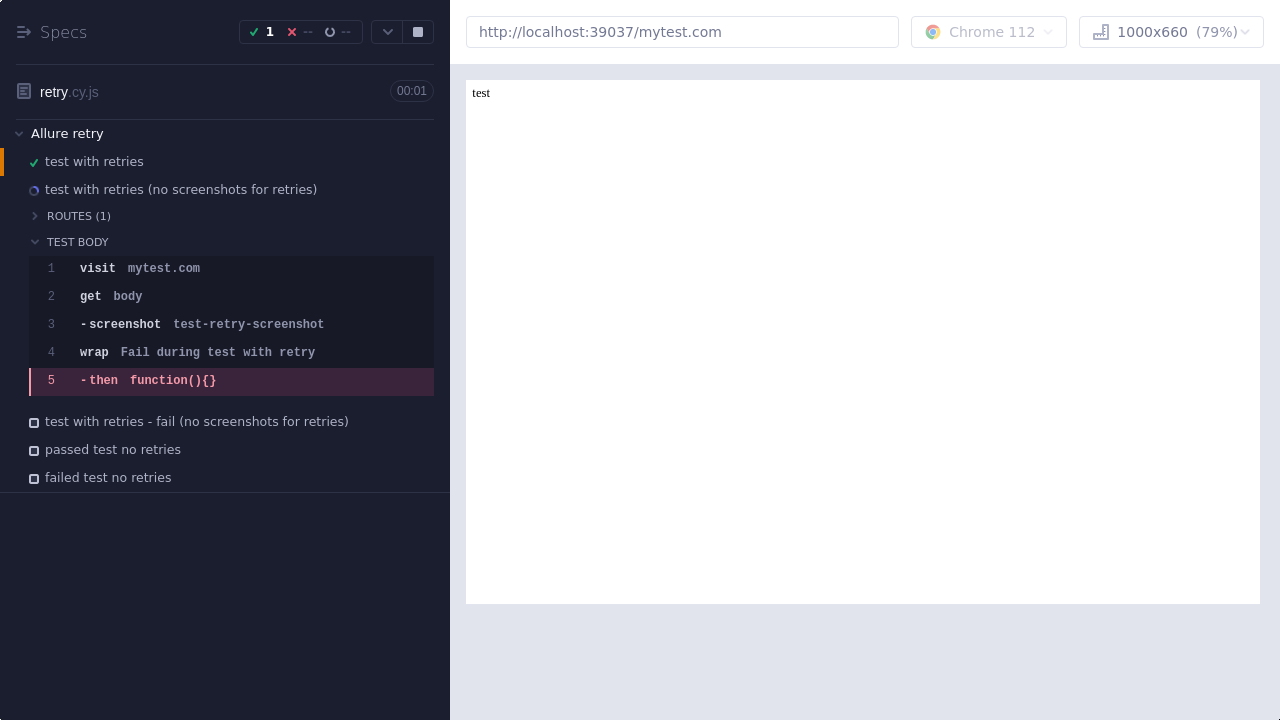 Specs
1 -- --
retry.cy.js
00:01
Allure retry
test with retries
test with retries (no screenshots for retries)
ROUTES (1)
TEST BODY
1 visit mytest.com
2 get body
3 -screenshot test-retry-screenshot
4 wrap Fail during test with retry
5 -then function(){}
test with retries - fail (no screenshots for retries)
passed test no retries
failed test no retries
http://localhost:39037/mytest.com
Chrome 112
1000x660 (79%)
test